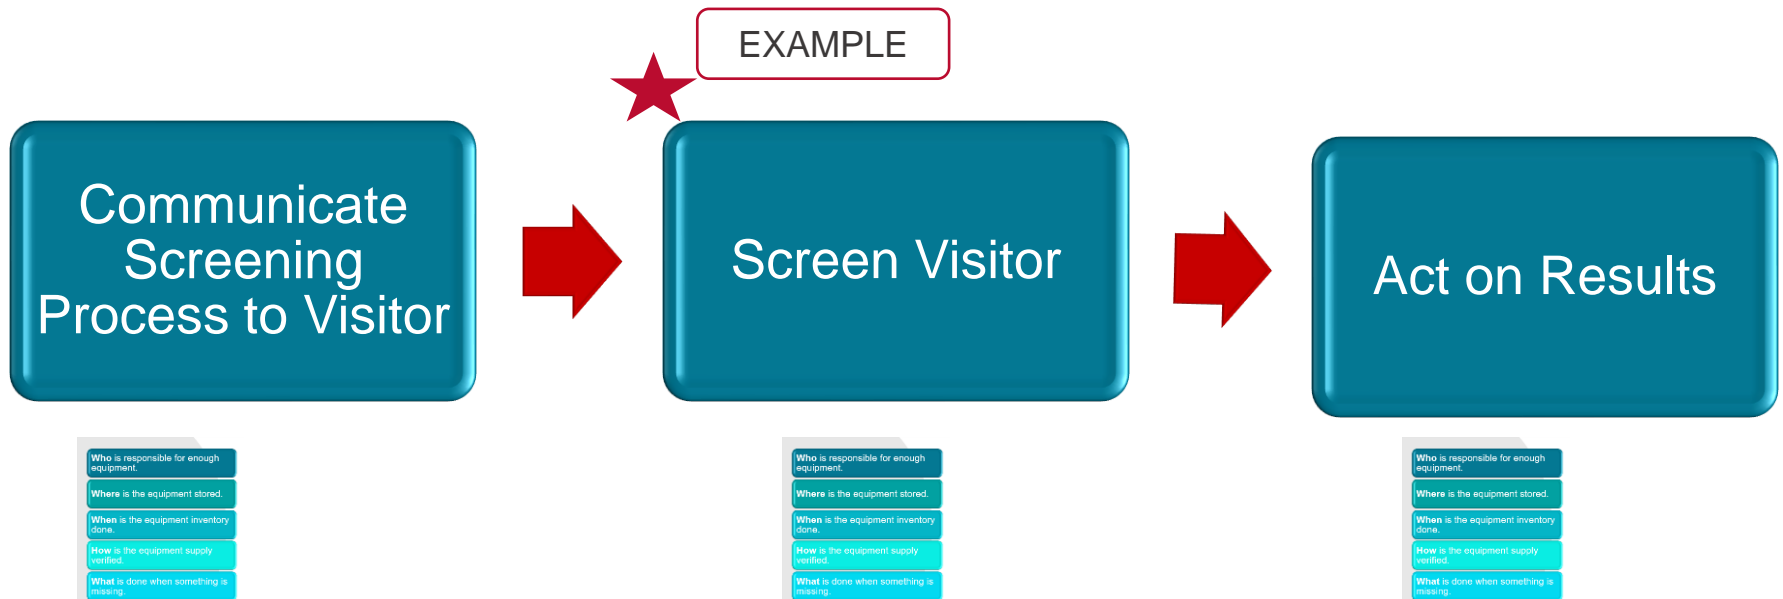 EXAMPLE
Communicate
Screening
Process to Visitor
Screen Visitor
Act on Results
Who is responsible for enough
equipment.
Where is the equipment stored.
When is the equipment inventory
done.
How is the equipment supply
verified.
What is done when something is
missing.
Who is responsible for enough
equipment.
Where is the equipment stored.
When is the equipment inventory
done.
How is the equipment supply
verified.
What is done when something is
missing.
Who is responsible for enough
equipment.
Where is the equipment stored.
When is the equipment inventory
done.
How is the equipment supply
verified.
What is done when something is
missing.